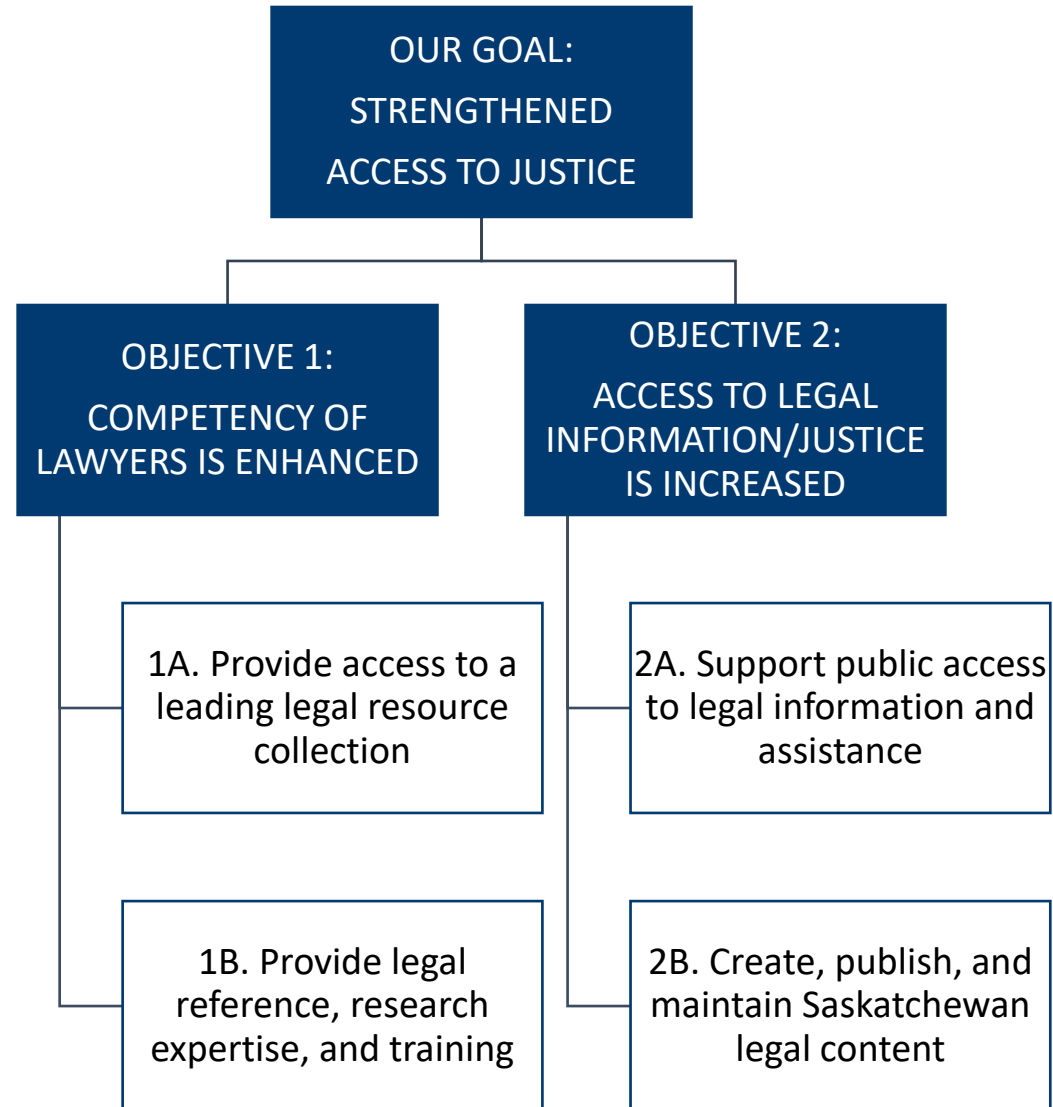 OUR GOAL:
STRENGTHENED
ACCESS TO JUSTICE
OBJECTIVE 1:
COMPETENCY OF
LAWYERS IS ENHANCED
1A. Provide access to a
leading legal resource
collection
1B. Provide legal
reference, research
expertise, and training
OBJECTIVE 2:
ACCESS TO LEGAL
INFORMATION/JUSTICE
IS INCREASED
2A. Support public access
to legal information and
assistance
2B. Create, publish, and
maintain Saskatchewan
legal content